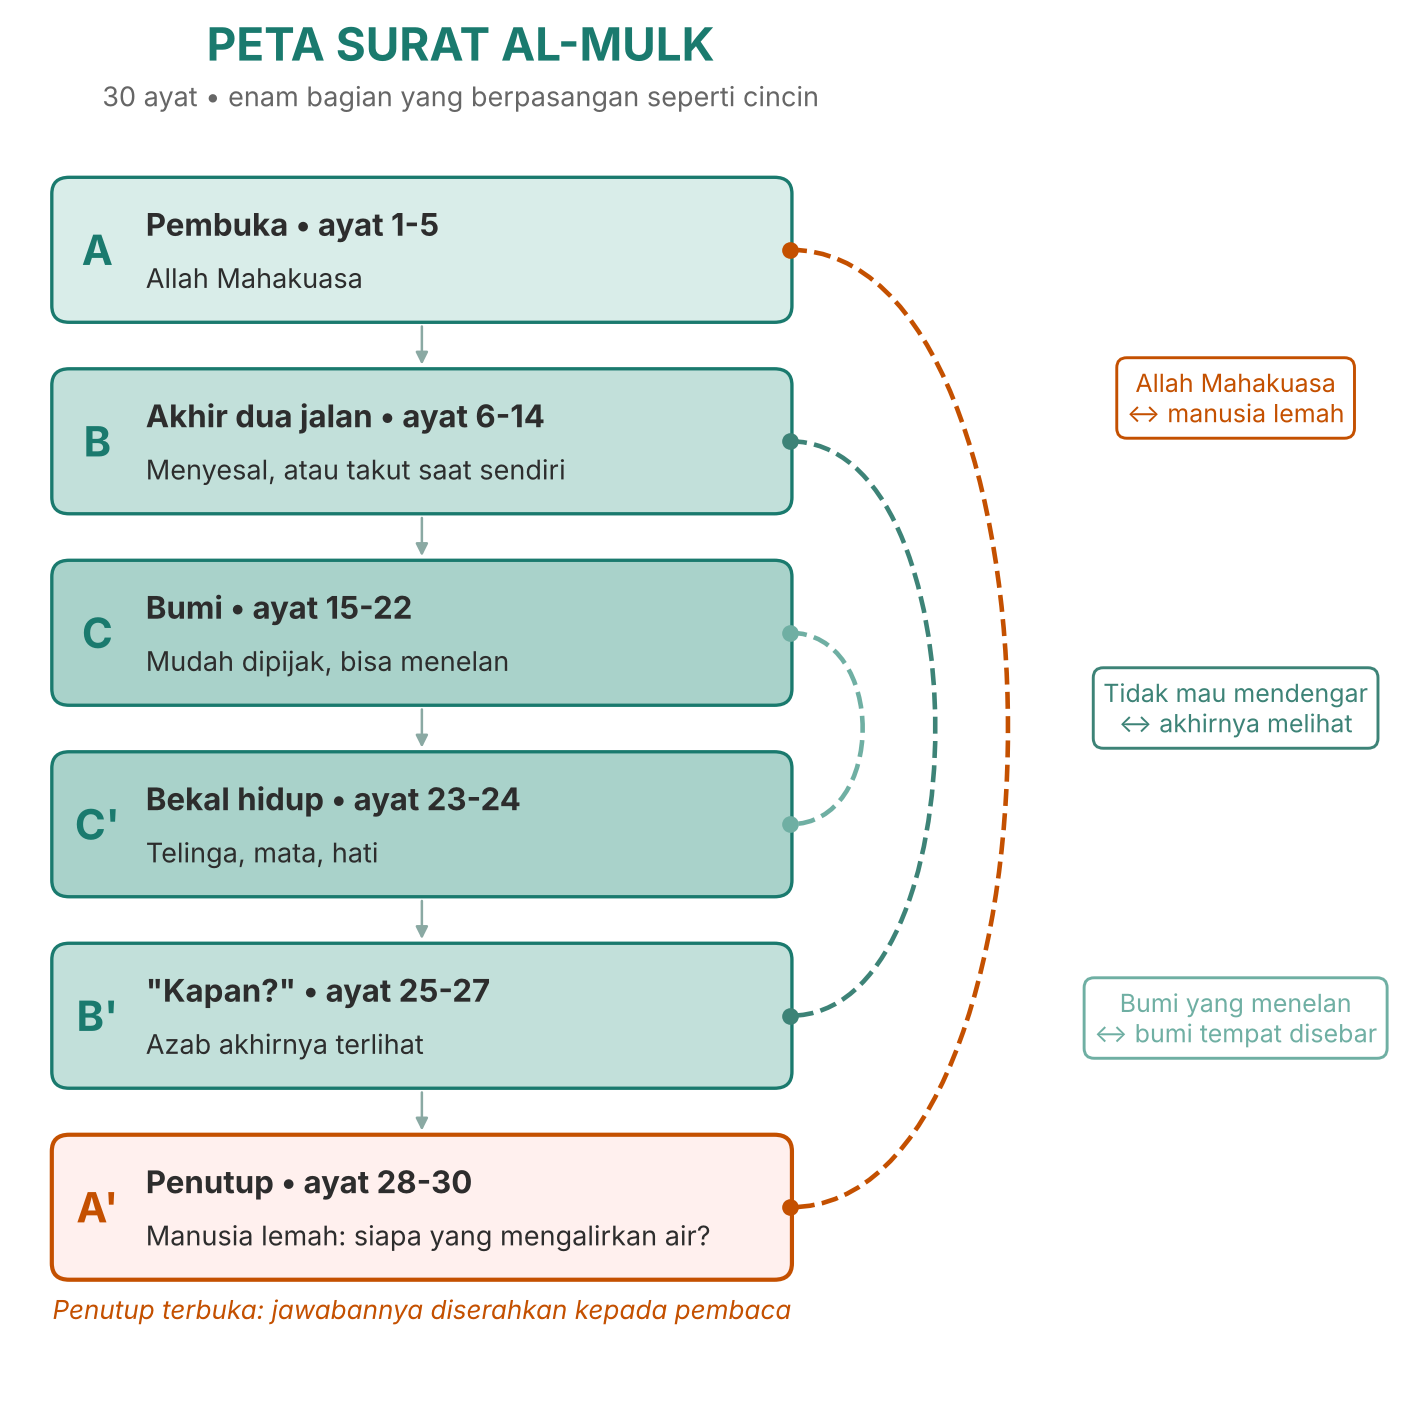 PETA SURAT AL-MULK
30 ayat • enam bagian yang berpasangan seperti cincin
A
Pembuka • ayat 1-5
Allah Mahakuasa
B
Akhir dua jalan • ayat 6-14
Menyesal, atau takut saat sendiri
C
Bumi • ayat 15-22
Mudah dipijak, bisa menelan
C'
Bekal hidup • ayat 23-24
Telinga, mata, hati
B'
"Kapan?" • ayat 25-27
Azab akhirnya terlihat
A'
Penutup • ayat 28-30
Manusia lemah: siapa yang mengalirkan air?
Penutup terbuka: jawabannya diserahkan kepada pembaca
Allah Mahakuasa
↔ manusia lemah
Tidak mau mendengar
↔ akhirnya melihat
Bumi yang menelan
↔ bumi tempat disebar